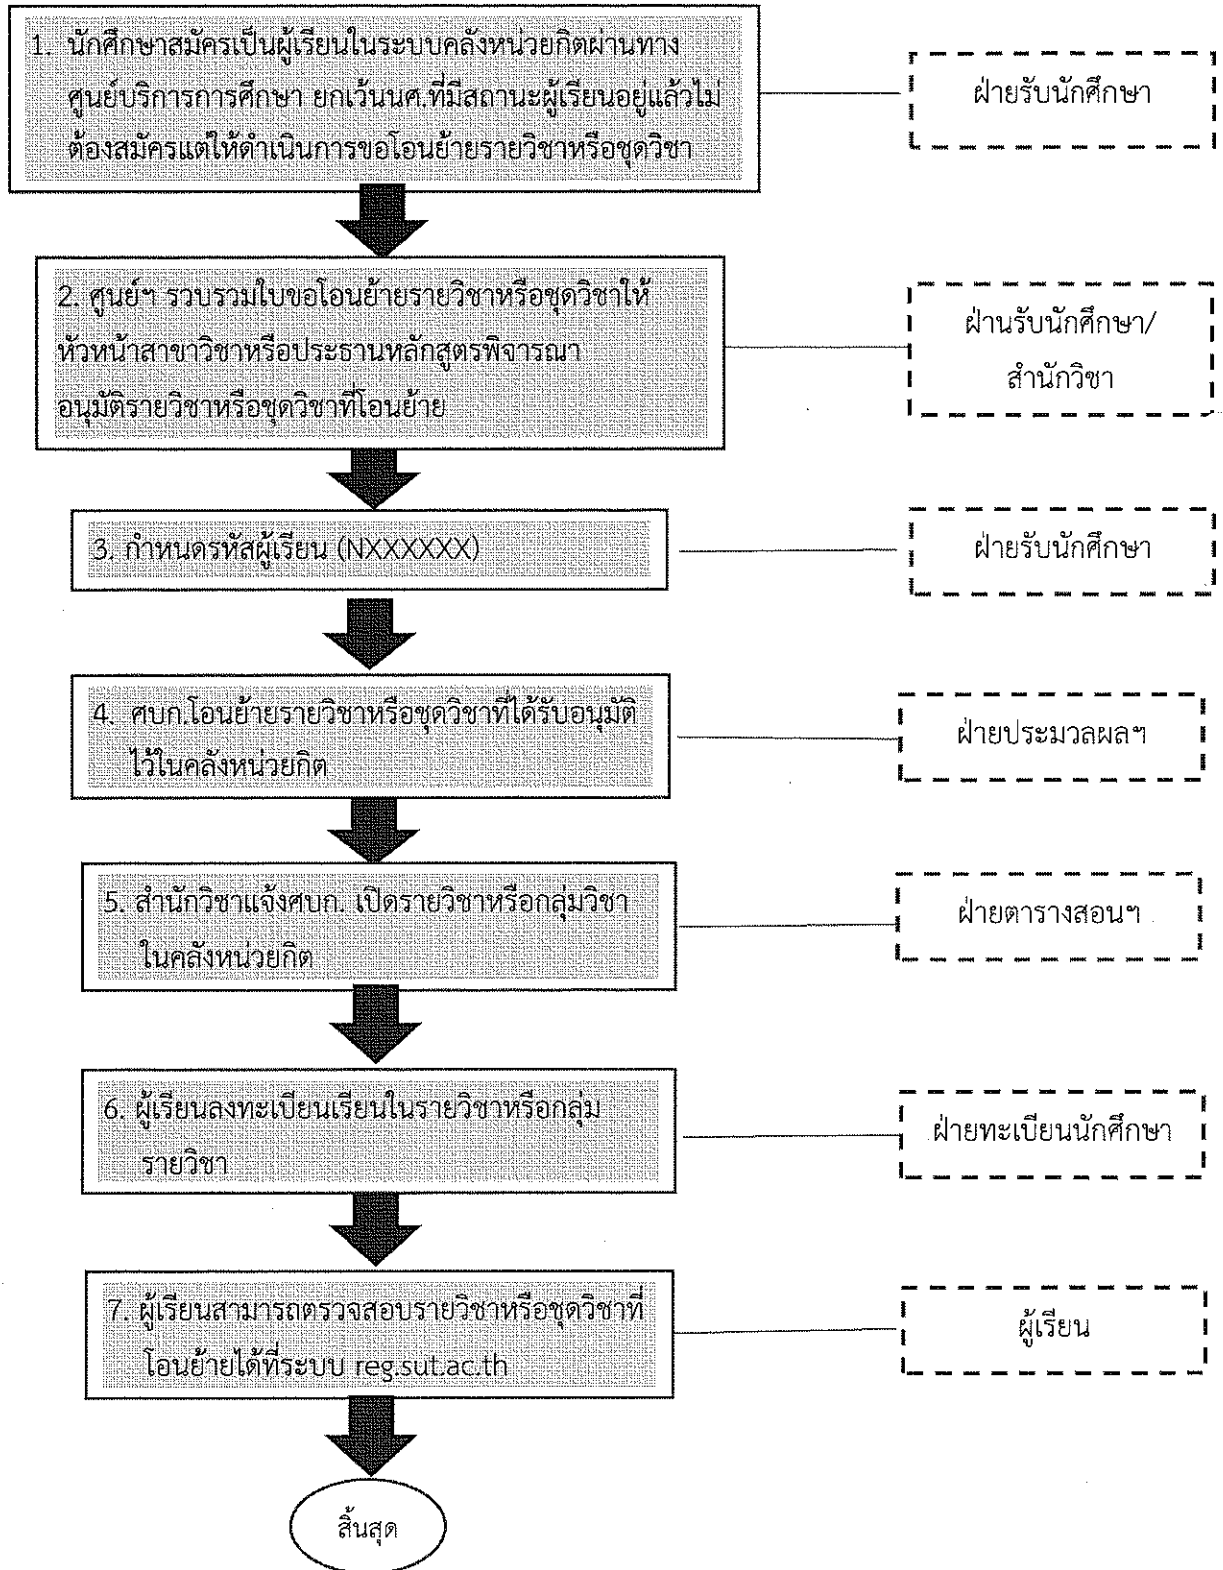 1. นักศึกษาสมัครเป็นผู้เรียนในระบบคลังหน่วยกิตผ่านทาง
ศูนย์บริการการศึกษา ยกเว้นนศ.ที่มีสถานะผู้เรียนอยู่แล้วไม่
ต้องสมัครแต่ให้ดำเนินการขอโอนย้ายรายวิชาหรือชุดวิชา
ฝ่ายรับนักศึกษา
2. ศูนย์ฯ รวบรวมใบขอโอนย้ายรายวิชาหรือชุดวิชาให้
หัวหน้าสาขาวิชาหรือประธานหลักสูตรพิจารณา
อนุมัติรายวิชาหรือชุดวิชาที่โอนย้าย
ฝ่านรับนักศึกษา/
สำนักวิชา
3. กำหนดรหัสผู้เรียน (NXXXXXX)
ฝ่ายรับนักศึกษา
4. ศบก.โอนย้ายรายวิชาหรือชุดวิชาที่ได้รับอนุมัติ
ไว้ในคลังหน่วยกิต
ฝ่ายประมวลผลฯ
5. สำนักวิชาแจ้งศบก. เปิดรายวิชาหรือกลุ่มวิชา
ในคลังหน่วยกิต
ฝ่ายตารางสอนฯ
6. ผู้เรียนลงทะเบียนเรียนในรายวิชาหรือกลุ่ม
รายวิชา
ฝ่ายทะเบียนนักศึกษา
7. ผู้เรียนสามารถตรวจสอบรายวิชาหรือชุดวิชาที่
โอนย้ายได้ที่ระบบ reg.sut.ac.th
ผู้เรียน
สิ้นสุด